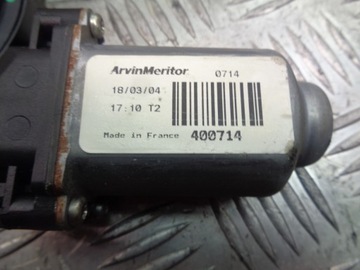 ArvinMeritor 0714
18/03/04
17:10 T2
Made in France 400714